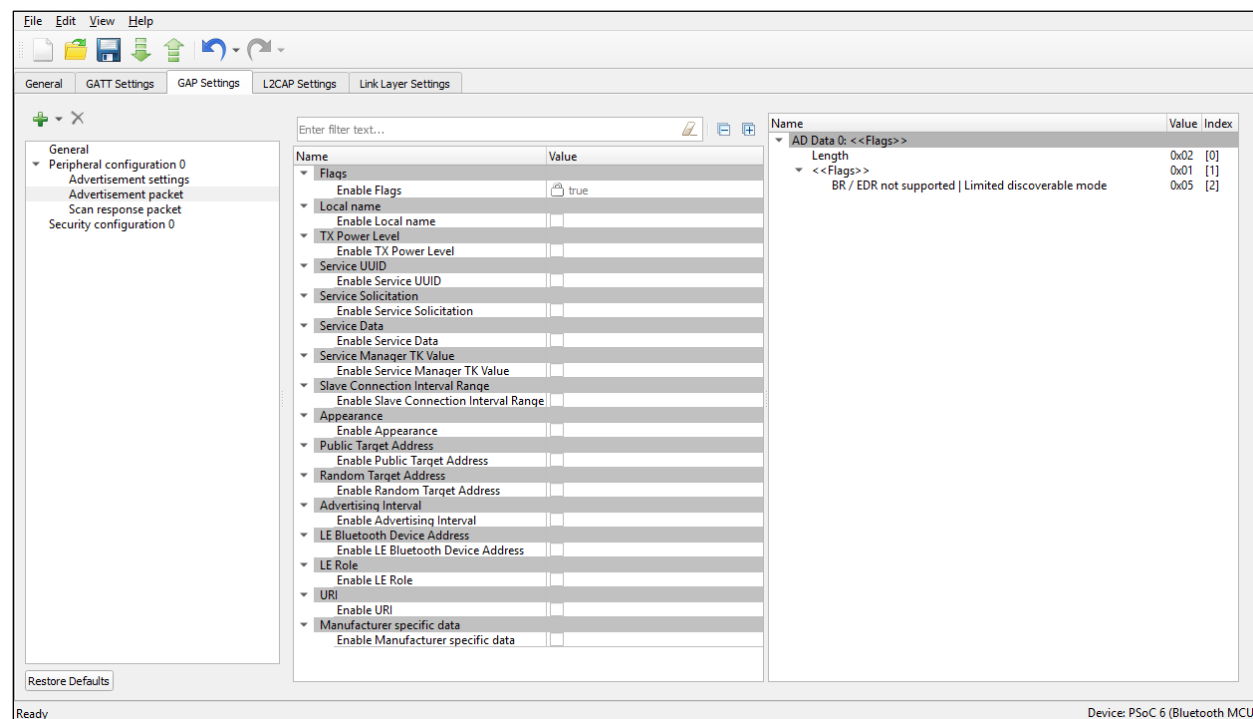 File Edit View Help
General GATT Settings GAP Settings L2CAP Settings Link Layer Settings
General
Peripheral configuration 0
Advertisement settings
Advertisement packet
Scan response packet
Security configuration 0
Restore Defaults
Enter filter text...
Name Value
Flags
Enable Flags true
Local name
Enable Local name
TX Power Level
Enable TX Power Level
Service UUID
Enable Service UUID
Service Solicitation
Enable Service Solicitation
Service Data
Enable Service Data
Service Manager TK Value
Enable Service Manager TK Value
Slave Connection Interval Range
Enable Slave Connection Interval Range
Appearance
Enable Appearance
Public Target Address
Enable Public Target Address
Random Target Address
Enable Random Target Address
Advertising Interval
Enable Advertising Interval
LE Bluetooth Device Address
Enable LE Bluetooth Device Address
LE Role
Enable LE Role
URI
Enable URI
Manufacturer specific data
Enable Manufacturer specific data
Name Value Index
AD Data 0: <<Flags>>
Length 0x02 [0]
<<Flags>> 0x01 [1]
BR / EDR not supported | Limited discoverable mode 0x05 [2]
Ready Device: PSoC 6 (Bluetooth MCU